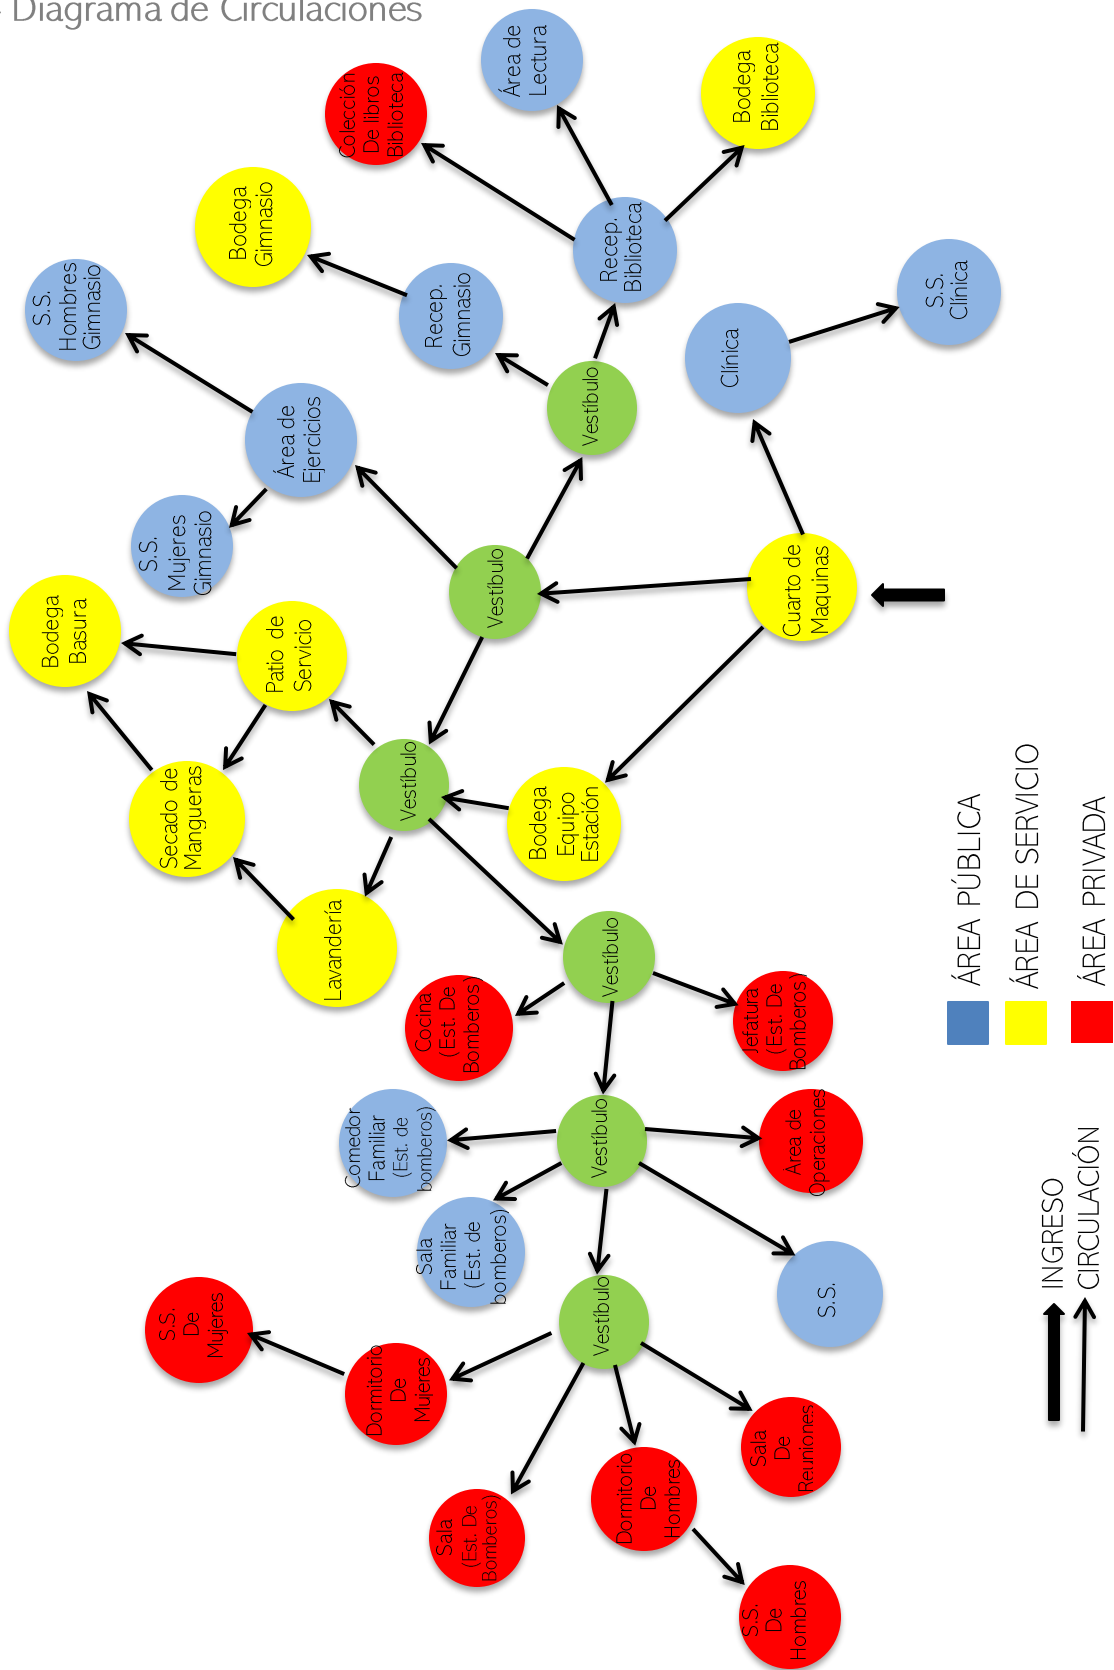 - Diagrama de Circulaciones
Área de
Lectura
Colección
De libros
Biblioteca
Bodega
Biblioteca
Bodega
Gimnasio
S.S.
Hombres
Gimnasio
Recep.
Gimnasio
Recep.
Biblioteca
S.S.
Clínica
Clínica
Vestíbulo
Área de
Ejercicios
S.S.
Mujeres
Gimnasio
Vestíbulo
Cuarto de
Maquinas
Bodega
Basura
Patio de
Servicio
Secado de
Mangueras
Vestíbulo
Bodega
Equipo
Estación
Lavandería
Vestíbulo
Cocina
(Est. De
Bomberos)
Jefatura
(Est. De
Bomberos)
Comedor
Familiar
(Est. de
bomberos)
Vestíbulo
Area de
Operaciones
Sala
Familiar
(Est. de
bomberos)
S.S.
Vestíbulo
S.S.
De
Mujeres
Dormitorio
De
Mujeres
Sala
De
Reuniones
Dormitorio
De
Hombres
Sala
(Est. De
Bomberos)
S.S.
De
Hombres
ÁREA PÚBLICA
ÁREA DE SERVICIO
ÁREA PRIVADA
INGRESO
CIRCULACIÓN